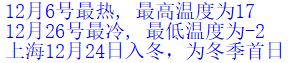 12月6号最热, 最高温度为17
12月26号最冷, 最低温度为-2
上海12月24日入冬，为冬季首日